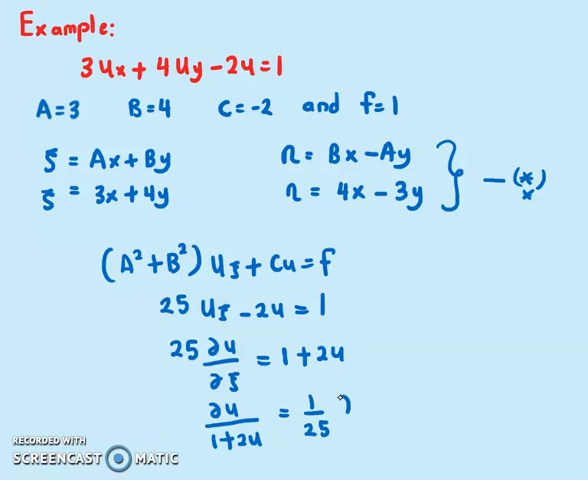 Example:
3Ux + 4Uy - 2u = 1
A = 3 B = 4 C = -2 and f = 1
ξ = Ax + By η = Bx - Ay
ξ = 3x + 4y η = 4x - 3y } — (**)
(A² + B²) Uξ + Cu = f
25 Uξ - 2u = 1
25 ∂u/∂ξ = 1 + 2u
∂u/(1+2u) = 1/25
RECORDED WITH
SCREENCAST MATIC